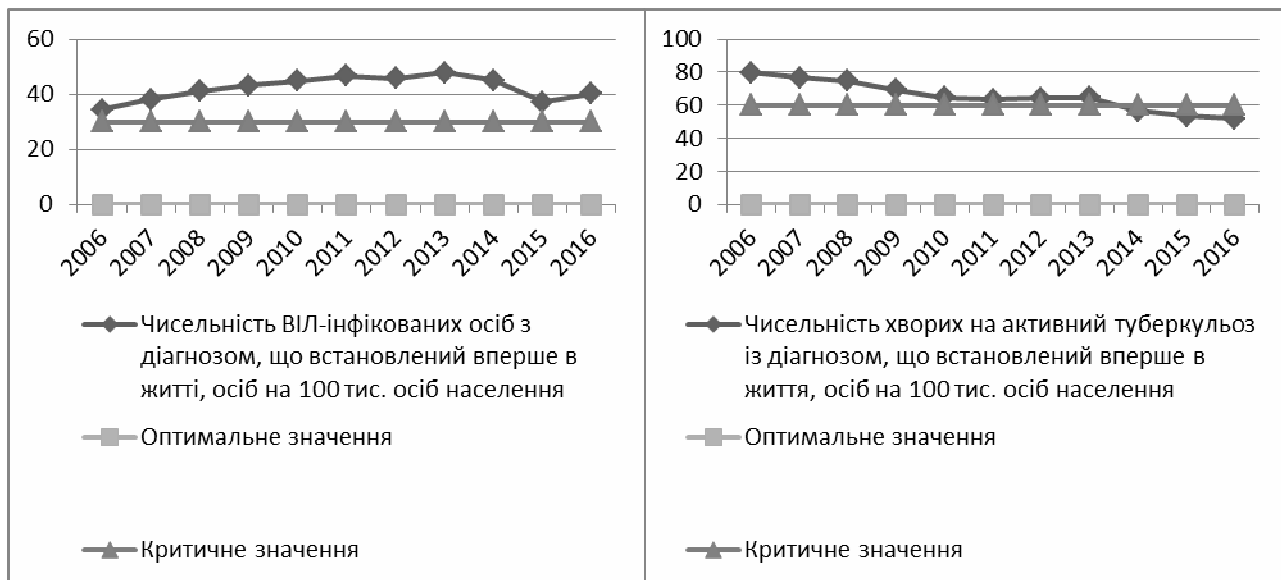 60
40
20
0
2006 2007 2008 2009 2010 2011 2012 2013 2014 2015 2016
Чисельність ВІЛ-інфікованих осіб з
діагнозом, що встановлений вперше в
житті, осіб на 100 тис. осіб населення
Оптимальне значення
Критичне значення
100
80
60
40
20
0
2006 2007 2008 2009 2010 2011 2012 2013 2014 2015 2016
Чисельність хворих на активний туберкульоз
із діагнозом, що встановлений вперше в
життя, осіб на 100 тис. осіб населення
Оптимальне значення
Критичне значення